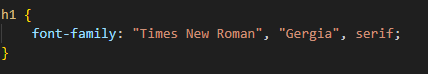 h1 {
    font-family: "Times New Roman", "Gergia", serif;
}